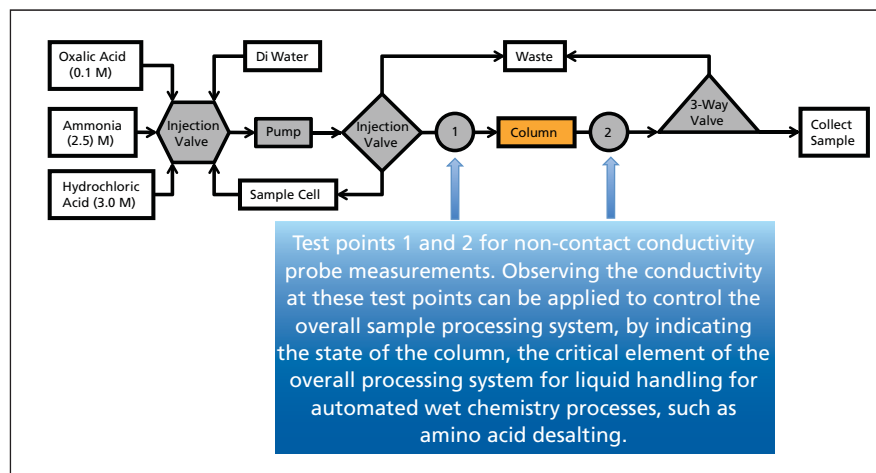 Oxalic Acid
(0.1 M)
Di Water
Waste
Ammonia
(2.5) M)
Injection
Valve
Pump
Injection
Valve
1
Column
2
3-Way
Valve
Collect
Sample
Hydrochloric
Acid (3.0 M)
Sample Cell
Test points 1 and 2 for non-contact conductivity
probe measurements. Observing the conductivity
at these test points can be applied to control the
overall sample processing system, by indicating
the state of the column, the critical element of the
overall processing system for liquid handling for
automated wet chemistry processes, such as
amino acid desalting.